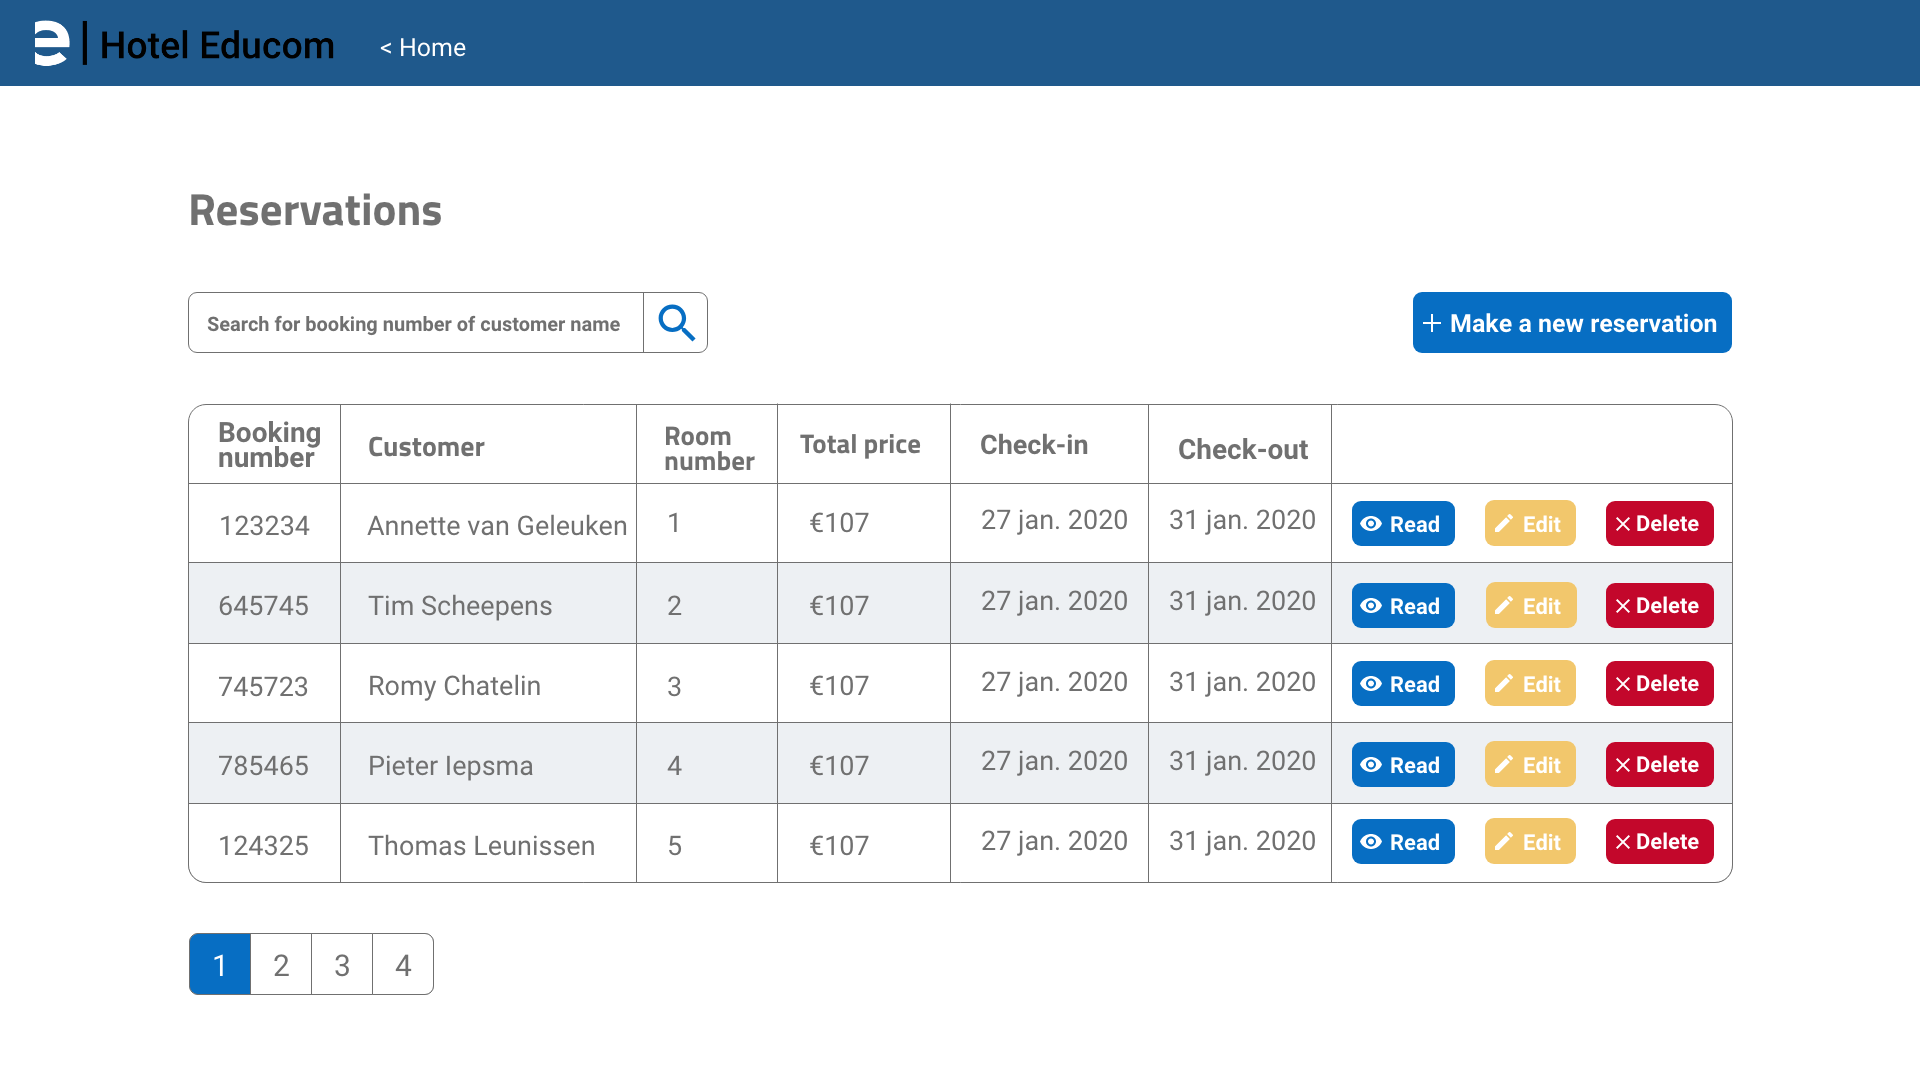 e | Hotel Educom < Home
Reservations
Search for booking number of customer name
+ Make a new reservation
Booking number Customer Room number Total price Check-in Check-out
123234 Annette van Geleuken 1 €107 27 jan. 2020 31 jan. 2020 Read Edit Delete
645745 Tim Scheepens 2 €107 27 jan. 2020 31 jan. 2020 Read Edit Delete
745723 Romy Chatelin 3 €107 27 jan. 2020 31 jan. 2020 Read Edit Delete
785465 Pieter Iepsma 4 €107 27 jan. 2020 31 jan. 2020 Read Edit Delete
124325 Thomas Leunissen 5 €107 27 jan. 2020 31 jan. 2020 Read Edit Delete
1 2 3 4